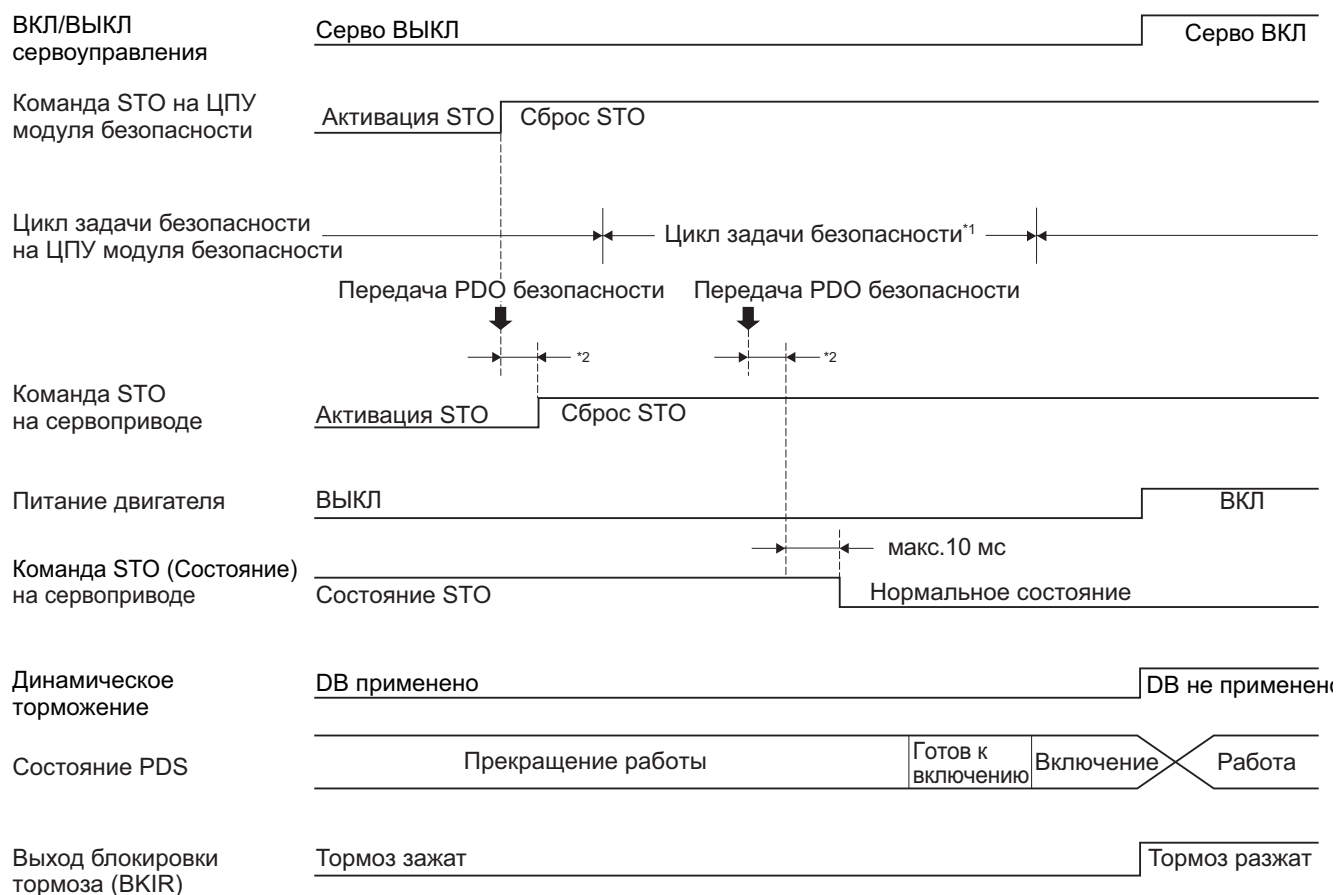 ВКЛ/ВЫКЛ
сервоуправления
Серво ВЫКЛ
Серво ВКЛ
Команда STO на ЦПУ
модуля безопасности
Активация STO
Сброс STO
Цикл задачи безопасности
на ЦПУ модуля безопасности
Цикл задачи безопасности*1
Передача PDO безопасности
Передача PDO безопасности
*2
*2
Команда STO
на сервоприводе
Активация STO
Сброс STO
Питание двигателя
ВЫКЛ
ВКЛ
макс.10 мс
Команда STO (Состояние)
на сервоприводе
Состояние STO
Нормальное состояние
Динамическое
торможение
DB применено
DB не применено
Состояние PDS
Прекращение работы
Готов к
включению
Включение
Работа
Выход блокировки
тормоза (BKIR)
Тормоз зажат
Тормоз разжат